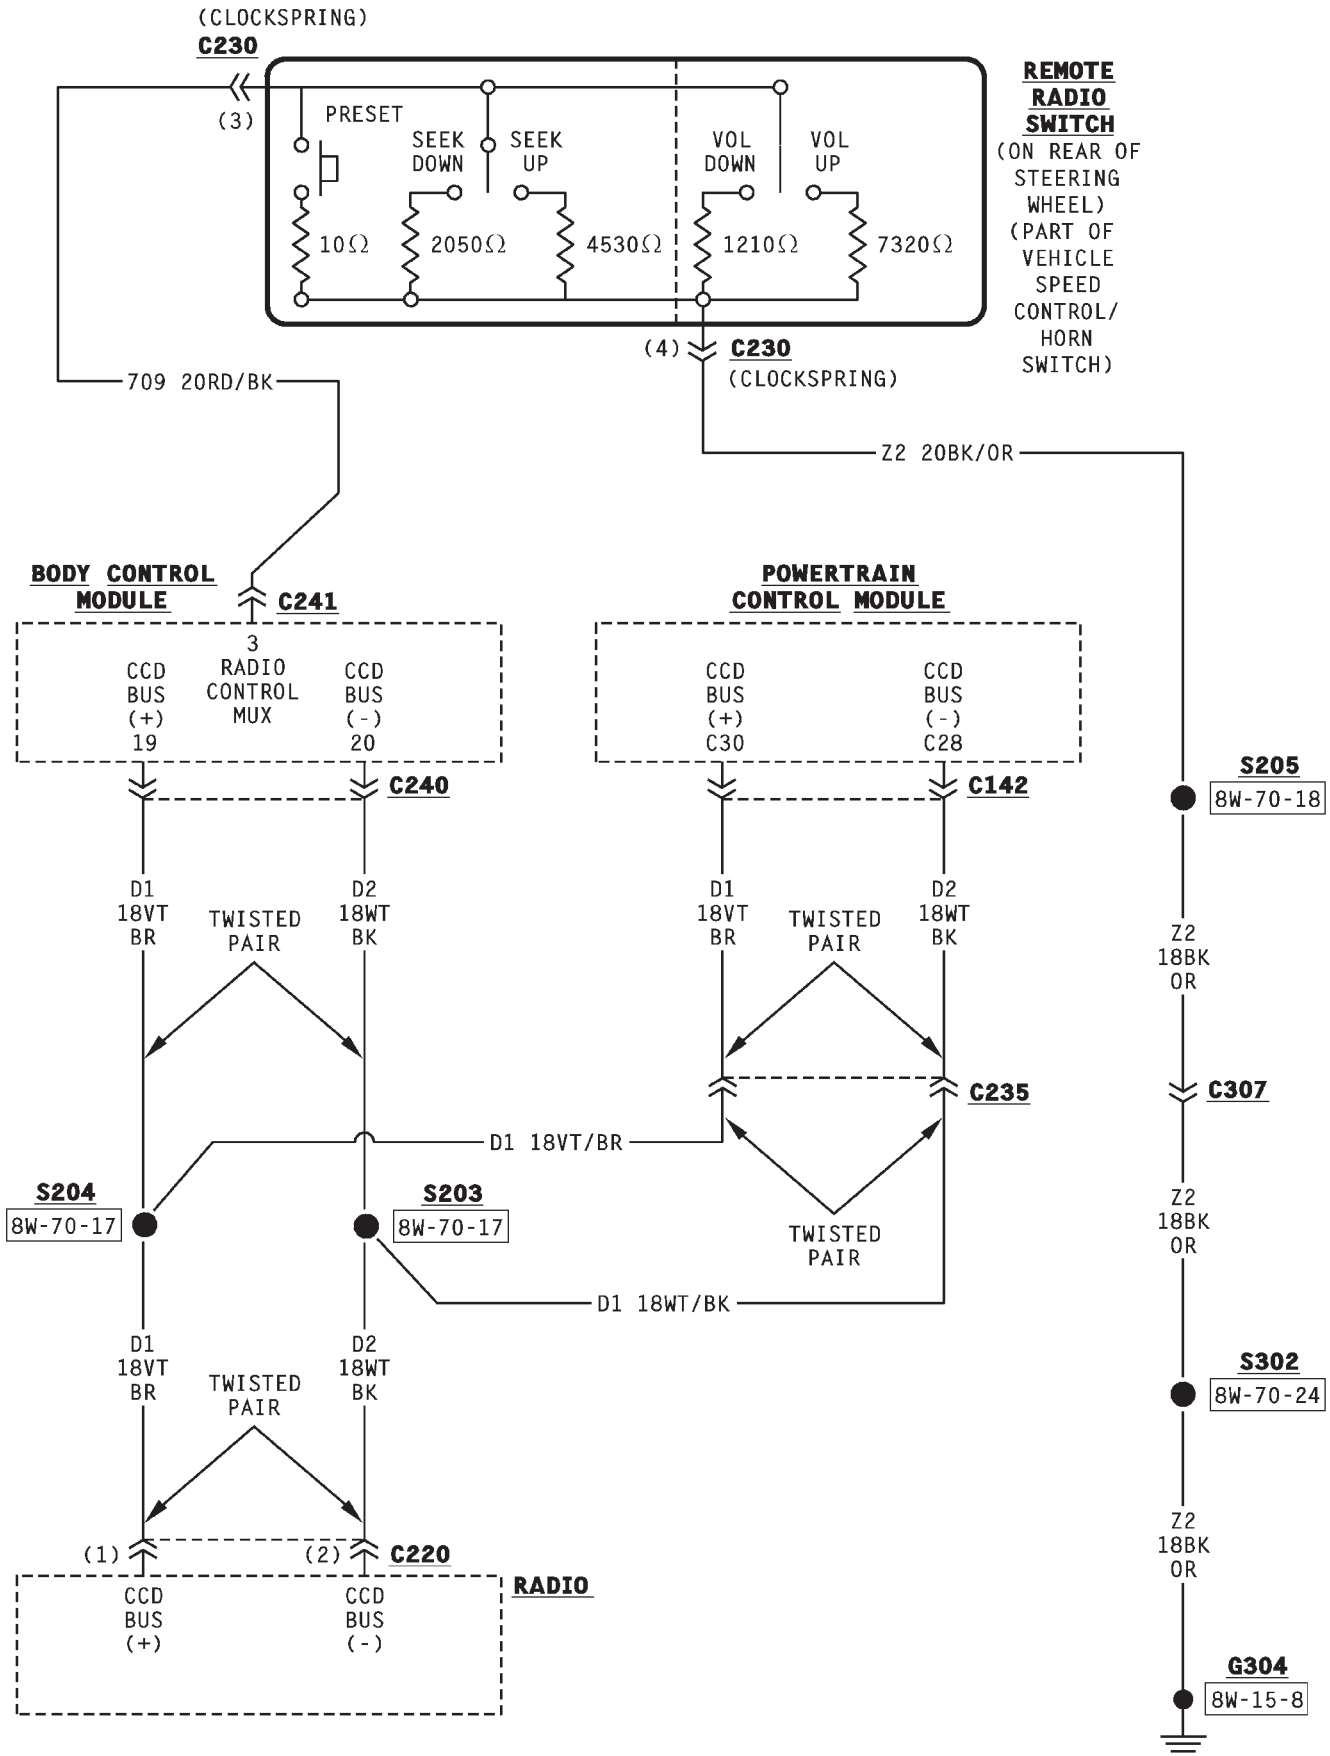 (CLOCKSPRING)
C230
(3)
PRESET
SEEK
DOWN
SEEK
UP
VOL
DOWN
VOL
UP
10Ω
2050Ω
4530Ω
1210Ω
7320Ω
REMOTE
RADIO
SWITCH
(ON REAR OF
STEERING
WHEEL)
(PART OF
VEHICLE
SPEED
CONTROL/
HORN
SWITCH)
(4)
C230
(CLOCKSPRING)
709 20RD/BK
Z2 20BK/OR
BODY CONTROL
MODULE
C241
3
RADIO
CONTROL
MUX
CCD
BUS
(+)
19
CCD
BUS
(-)
20
C240
POWERTRAIN
CONTROL MODULE
CCD
BUS
(+)
C30
CCD
BUS
(-)
C28
C142
S205
8W-70-18
D1
18VT
BR
TWISTED
PAIR
D2
18WT
BK
D1
18VT
BR
TWISTED
PAIR
D2
18WT
BK
Z2
18BK
OR
C235
C307
D1 18VT/BR
S204
8W-70-17
S203
8W-70-17
TWISTED
PAIR
Z2
18BK
OR
D1 18WT/BK
D1
18VT
BR
TWISTED
PAIR
D2
18WT
BK
S302
8W-70-24
Z2
18BK
OR
(1)
(2)
C220
RADIO
CCD
BUS
(+)
CCD
BUS
(-)
G304
8W-15-8